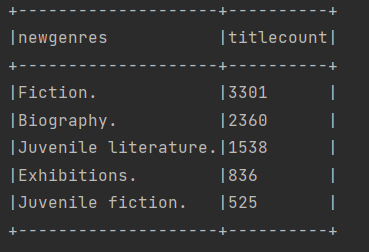 +--------------------+----------+
|newgenres           |titlecount|
+--------------------+----------+
|Fiction.            |3301      |
|Biography.          |2360      |
|Juvenile literature.|1538      |
|Exhibitions.        |836       |
|Juvenile fiction.   |525       |
+--------------------+----------+